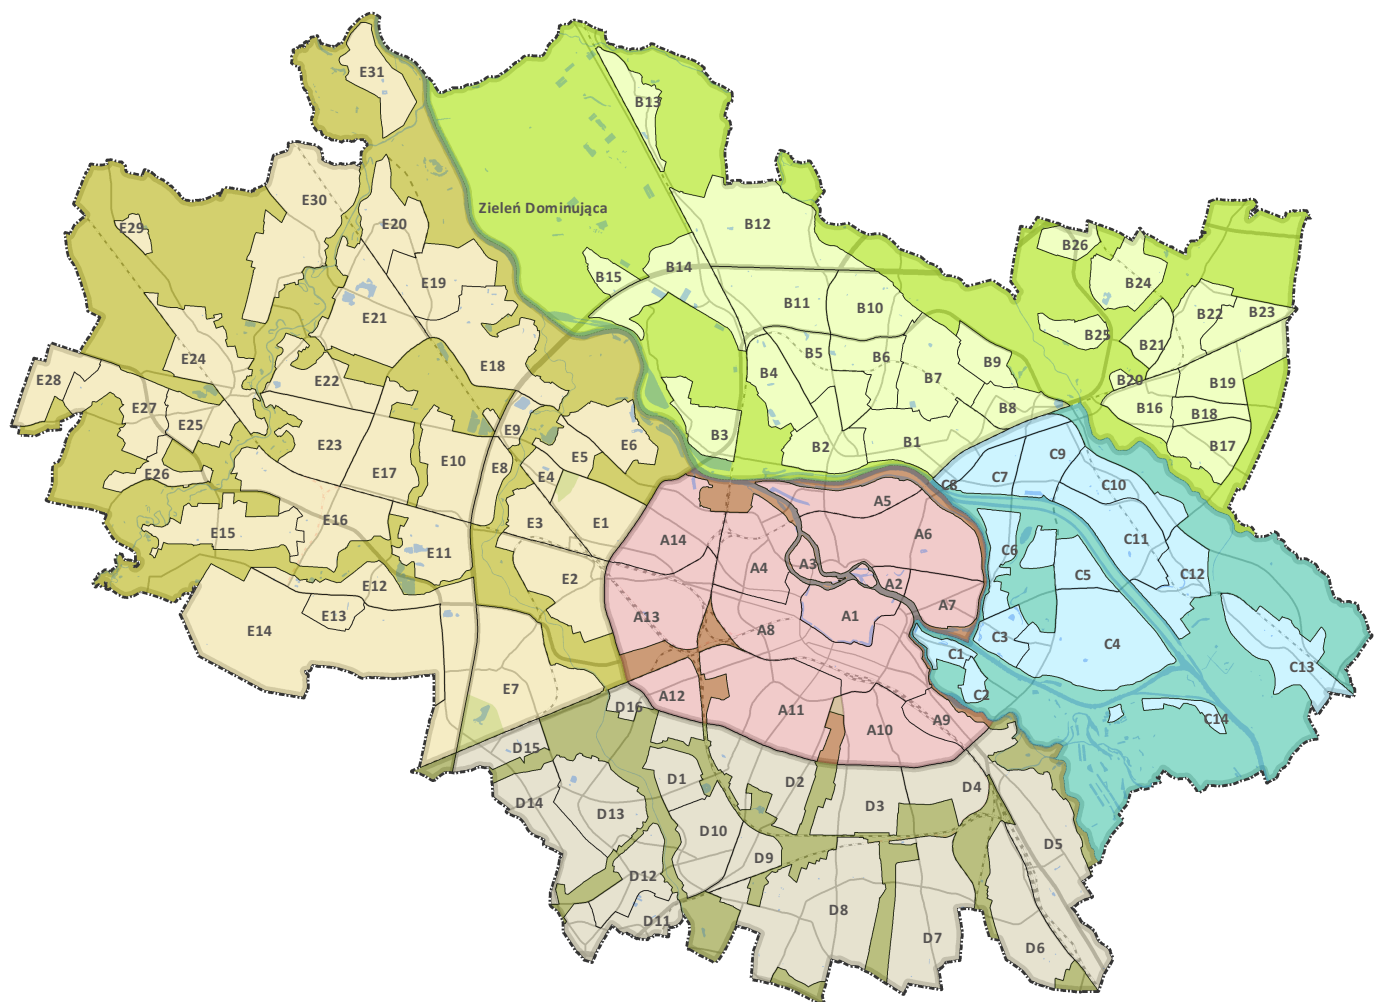 E31
B13
E30
Zieleń Dominująca
E29
E20
B12
B26
B14
B15
E19
B24
B11
B10
B22
B23
E21
B25
B21
E24
B5
B6
B9
E18
B4
B7
E28
E22
B20
B19
E27
B16
B8
B18
E25
E9
B3
E23
E6
B2
B1
B17
E5
C9
E10
E8
E26
E17
E4
C7
C8
C10
A5
E16
E3
E1
E15
A6
A14
C11
E11
A3
C6
A4
C5
C12
E12
E2
A2
A7
E13
A13
A1
E14
A8
C3
C4
C1
C13
E7
A12
C2
D16
A11
A9
C14
A10
D15
D1
D2
D4
D14
D3
D13
D10
D5
D9
D12
D8
D11
D7
D6